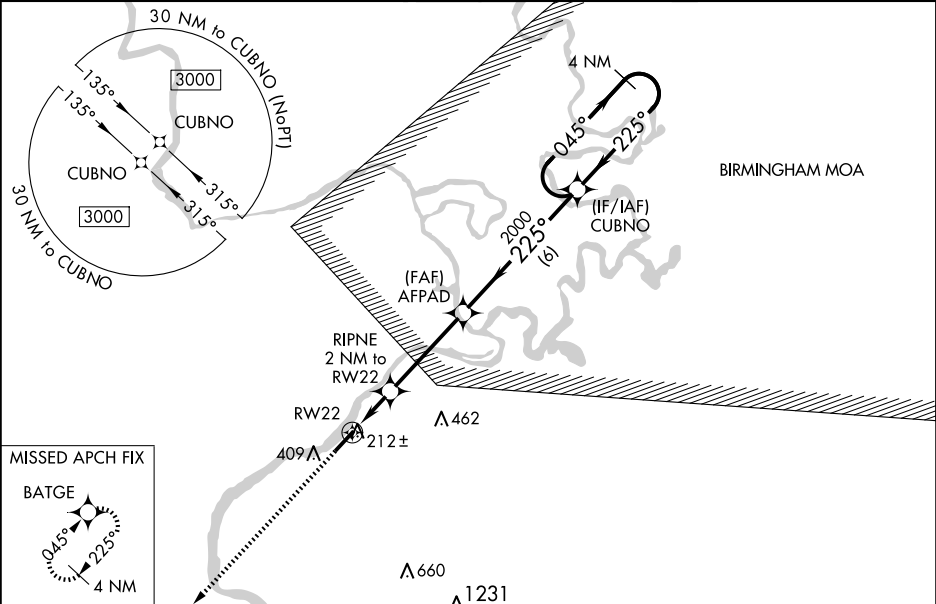 30 NM to CUBNO (NoPT)
3000
135°
135°
CUBNO
CUBNO
315°
315°
3000
30 NM to CUBNO
4 NM
045°
225°
BIRMINGHAM MOA
(IF/IAF)
CUBNO
2000
225°
(6)
(FAF)
AFPAD
RIPNE
2 NM to
RW22
RW22
462
212±
409
MISSED APCH FIX
BATGE
045°
225°
4 NM
660
1231